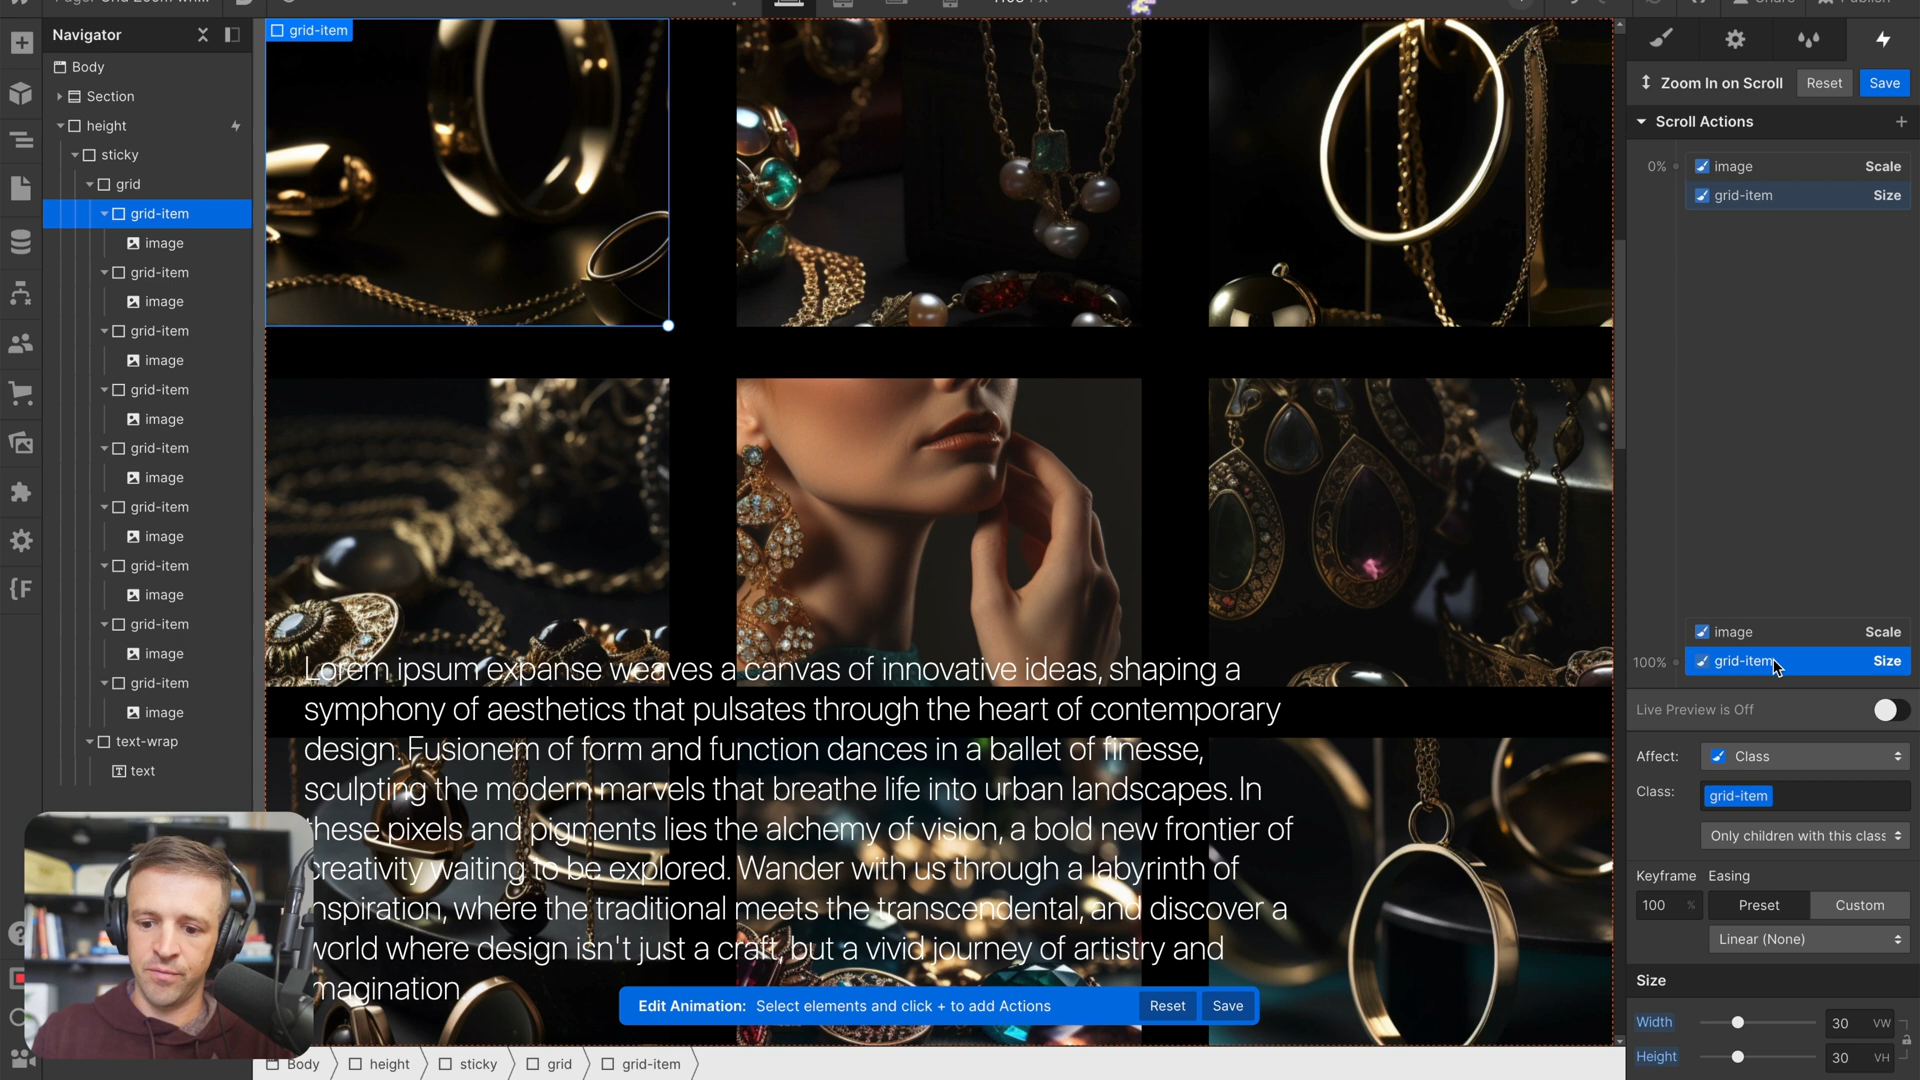 Navigator
Body
Section
height
sticky
grid
grid-item
image
grid-item
image
grid-item
image
grid-item
image
grid-item
image
grid-item
image
grid-item
image
grid-item
image
grid-item
image
text-wrap
text
grid-item
Lorem ipsum expanse weaves a canvas of innovative ideas, shaping a
symphony of aesthetics that pulsates through the heart of contemporary
design. Fusionem of form and function dances in a ballet of finesse,
sculpting the modern marvels that breathe life into urban landscapes. In
these pixels and pigments lies the alchemy of vision, a bold new frontier of
creativity waiting to be explored. Wander with us through a labyrinth of
inspiration, where the traditional meets the transcendental, and discover a
world where design isn't just a craft, but a vivid journey of artistry and
imagination.
Edit Animation: Select elements and click + to add Actions Reset Save
Body height sticky grid grid-item
Zoom In on Scroll Reset Save
Scroll Actions
0% image Scale
grid-item Size
image Scale
100% grid-item Size
Live Preview is Off
Affect: Class
Class: grid-item
Only children with this class
Keyframe Easing
100 % Preset Custom
Linear (None)
Size
Width 30 VW
Height 30 VH